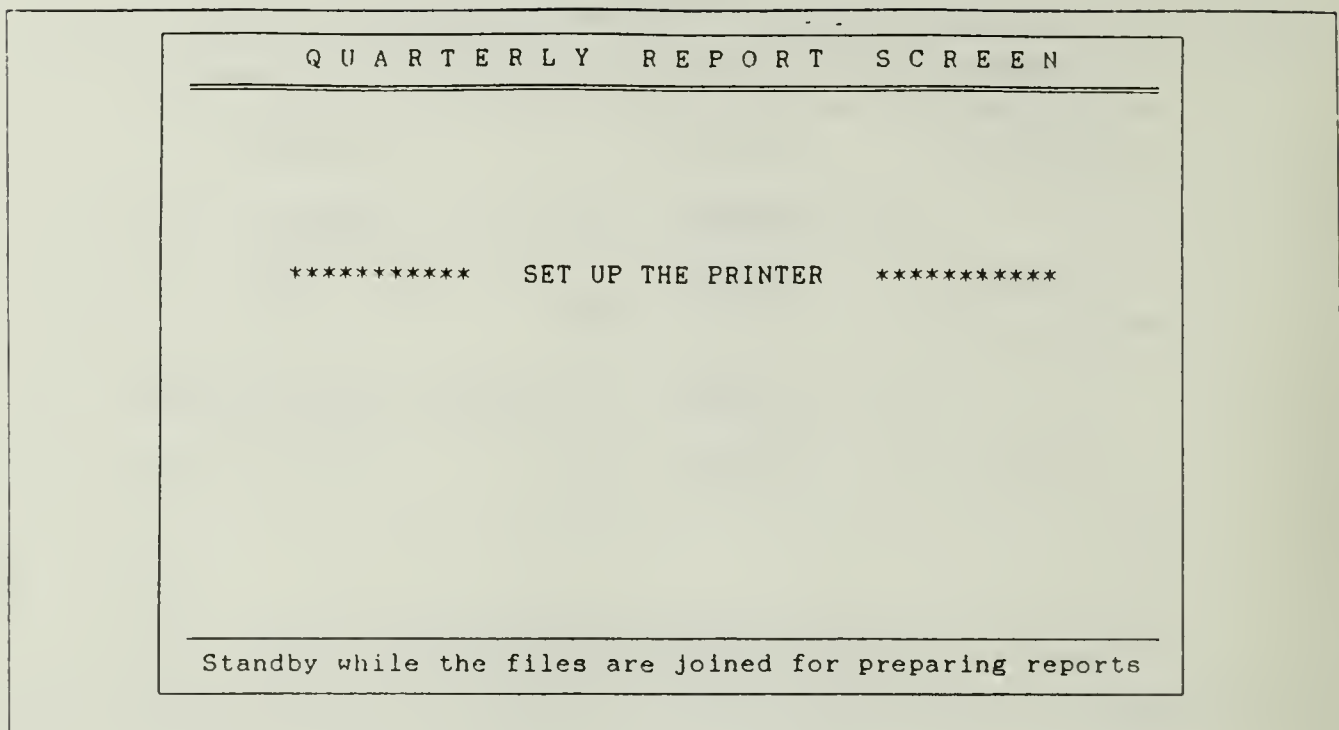 Q U A R T E R L Y   R E P O R T   S C R E E N
***********   SET UP THE PRINTER   ***********
Standby while the files are joined for preparing reports